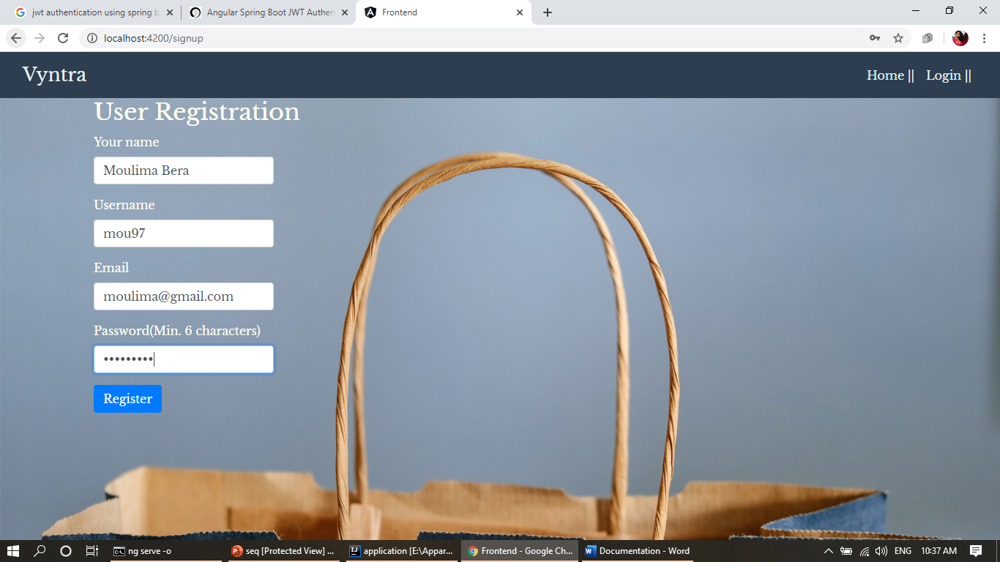 jwt authentication using spring b
Angular Spring Boot JWT Authen
Frontend
localhost:4200/signup
Vyntra
Home ||
Login ||
User Registration
Your name
Moulima Bera
Username
mou97
Email
moulima@gmail.com
Password(Min. 6 characters)
•••••••••
Register
ng serve -o
seq [Protected View] ...
application [E:\Appar...
Frontend - Google Ch...
Documentation - Word
ENG
10:37 AM